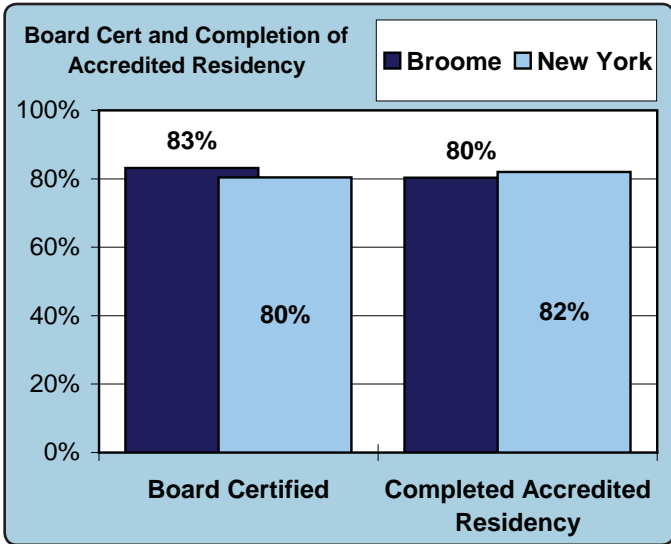 Board Cert and Completion of
Accredited Residency
Broome New York
100%
80%
60%
40%
20%
0%
83%
80%
80%
82%
Board Certified
Completed Accredited
Residency